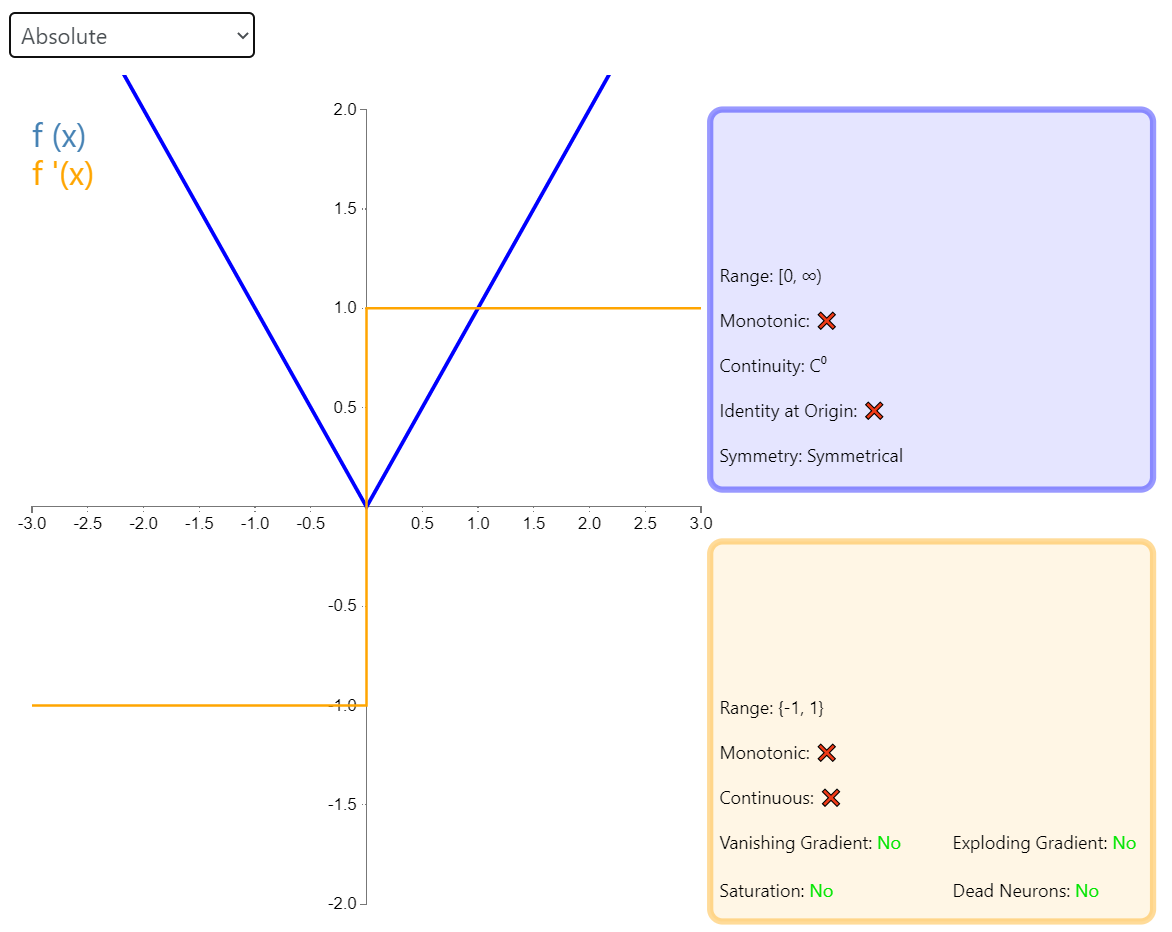 Absolute
f (x)
f '(x)
2.0
1.5
1.0
0.5
-3.0 -2.5 -2.0 -1.5 -1.0 -0.5 0.5 1.0 1.5 2.0 2.5 3.0
-0.5
-1.0
-1.5
-2.0
Range: [0, ∞)
Monotonic: ❌
Continuity: C⁰
Identity at Origin: ❌
Symmetry: Symmetrical
Range: {-1, 1}
Monotonic: ❌
Continuous: ❌
Vanishing Gradient: No Exploding Gradient: No
Saturation: No Dead Neurons: No